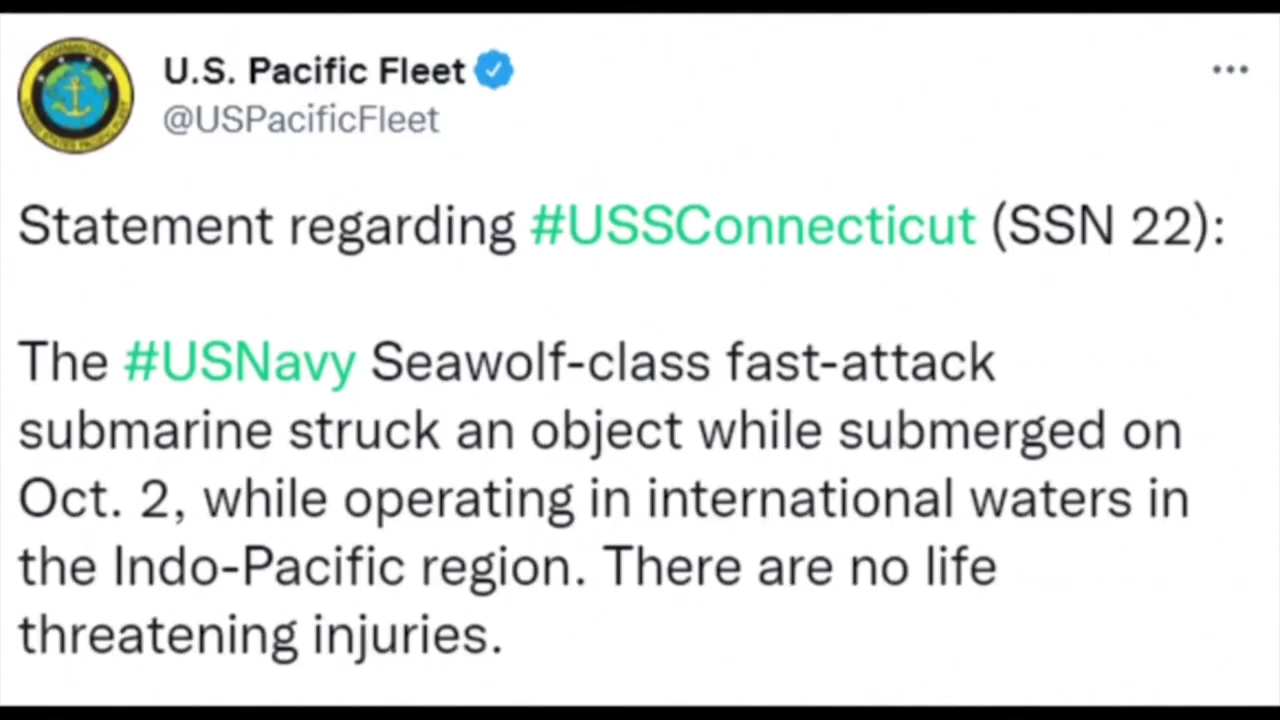 U.S. Pacific Fleet
@USPacificFleet
Statement regarding #USSConnecticut (SSN 22):
The #USNavy Seawolf-class fast-attack
submarine struck an object while submerged on
Oct. 2, while operating in international waters in
the Indo-Pacific region. There are no life
threatening injuries.